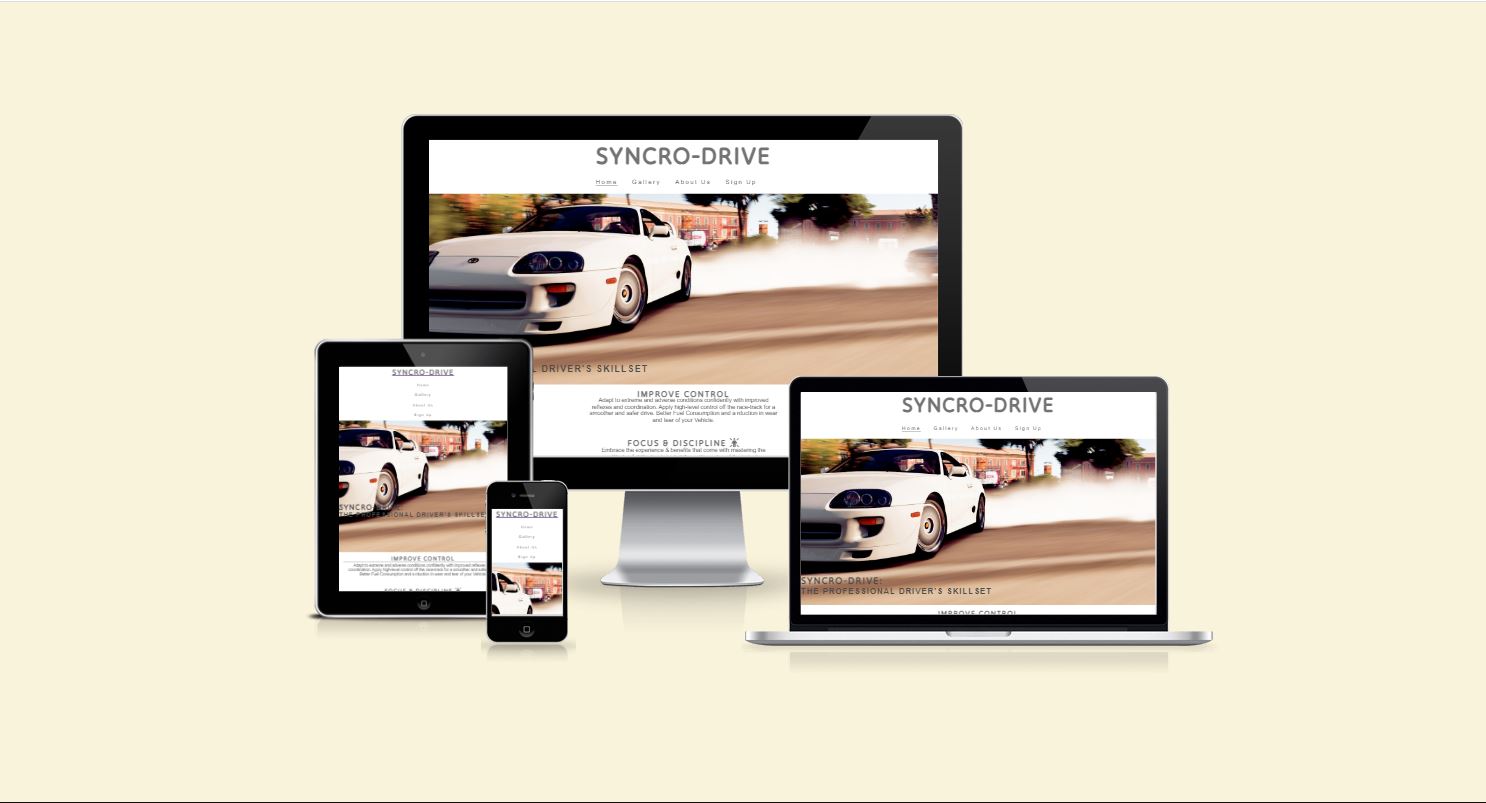 SYNCRO-DRIVE
Home Gallery About Us Sign Up
L DRIVER'S SKILLSET
IMPROVE CONTROL
Adapt to extreme and adverse conditions confidently with improved
reflexes and coordination. Apply high-level control off the race-track for a
smoother and safer drive. Better Fuel Consumption and a rduction in wear
and tear of your Vehicle.
FOCUS & DISCIPLINE
Embrace the experience & benefits that come with mastering the
SYNCRO-DRIVE
Home
Gallery
About Us
Sign up
SYNCRO-DRIVE:
THE PROFESSIONAL DRIVER'S SKILLSE
IMPROVE CONTROL
Adapt to extreme and adverse conditions confidently with improved reflexes
coordination. Apply high-level control off the race-track for a smoother and safe
Better Fuel Consumption and a rduction in wear and tear of your Vehicle
FOCUS & DISCIPLINE
SYNCRO-DRIVE
Home
Gallery
About Us
Sign up
SYNCRO-DRIVE
Home Gallery About Us Sign Up
SYNCRO-DRIVE:
THE PROFESSIONAL DRIVER'S SKILLSET
IMPROVE CONTROL